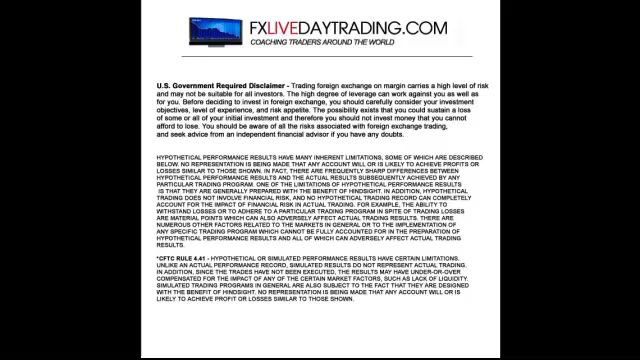 FXLIVEDAYTRADING.COM
COACHING TRADERS AROUND THE WORLD
U.S. Government Required Disclaimer - Trading foreign exchange on margin carries a high level of risk
and may not be suitable for all investors. The high degree of leverage can work against you as well as
for you. Before deciding to invest in foreign exchange, you should carefully consider your investment
objectives, level of experience, and risk appetite. The possibility exists that you could sustain a loss
of some or all of your initial investment and therefore you should not invest money that you cannot
afford to lose. You should be aware of all the risks associated with foreign exchange trading,
and seek advice from an independent financial advisor if you have any doubts.
HYPOTHETICAL PERFORMANCE RESULTS HAVE MANY INHERENT LIMITATIONS, SOME OF WHICH ARE DESCRIBED
BELOW. NO REPRESENTATION IS BEING MADE THAT ANY ACCOUNT WILL OR IS LIKELY TO ACHIEVE PROFITS OR
LOSSES SIMILAR TO THOSE SHOWN. IN FACT, THERE ARE FREQUENTLY SHARP DIFFERENCES BETWEEN
HYPOTHETICAL PERFORMANCE RESULTS AND THE ACTUAL RESULTS SUBSEQUENTLY ACHIEVED BY ANY
PARTICULAR TRADING PROGRAM. ONE OF THE LIMITATIONS OF HYPOTHETICAL PERFORMANCE RESULTS
IS THAT THEY ARE GENERALLY PREPARED WITH THE BENEFIT OF HINDSIGHT. IN ADDITION, HYPOTHETICAL
TRADING DOES NOT INVOLVE FINANCIAL RISK, AND NO HYPOTHETICAL TRADING RECORD CAN COMPLETELY
ACCOUNT FOR THE IMPACT OF FINANCIAL RISK IN ACTUAL TRADING. FOR EXAMPLE, THE ABILITY TO
WITHSTAND LOSSES OR TO ADHERE TO A PARTICULAR TRADING PROGRAM IN SPITE OF TRADING LOSSES
ARE MATERIAL POINTS WHICH CAN ALSO ADVERSELY AFFECT ACTUAL TRADING RESULTS. THERE ARE
NUMEROUS OTHER FACTORS RELATED TO THE MARKETS IN GENERAL OR TO THE IMPLEMENTATION OF
ANY SPECIFIC TRADING PROGRAM WHICH CANNOT BE FULLY ACCOUNTED FOR IN THE PREPARATION OF
HYPOTHETICAL PERFORMANCE RESULTS AND ALL OF WHICH CAN ADVERSELY AFFECT ACTUAL TRADING
RESULTS.
*CFTC RULE 4.41 - HYPOTHETICAL OR SIMULATED PERFORMANCE RESULTS HAVE CERTAIN LIMITATIONS.
UNLIKE AN ACTUAL PERFORMANCE RECORD, SIMULATED RESULTS DO NOT REPRESENT ACTUAL TRADING.
IN ADDITION, SINCE THE TRADES HAVE NOT BEEN EXECUTED, THE RESULTS MAY HAVE UNDER-OR-OVER
COMPENSATED FOR THE IMPACT OF ANY OF CERTAIN MARKET FACTORS, SUCH AS LACK OF LIQUIDITY.
SIMULATED TRADING PROGRAMS IN GENERAL ARE ALSO SUBJECT TO THE FACT THAT THEY ARE DESIGNED
WITH THE BENEFIT OF HINDSIGHT. NO REPRESENTATION IS BEING MADE THAT ANY ACCOUNT WILL OR IS
LIKELY TO ACHIEVE PROFIT OR LOSSES SIMILAR TO THOSE SHOWN.